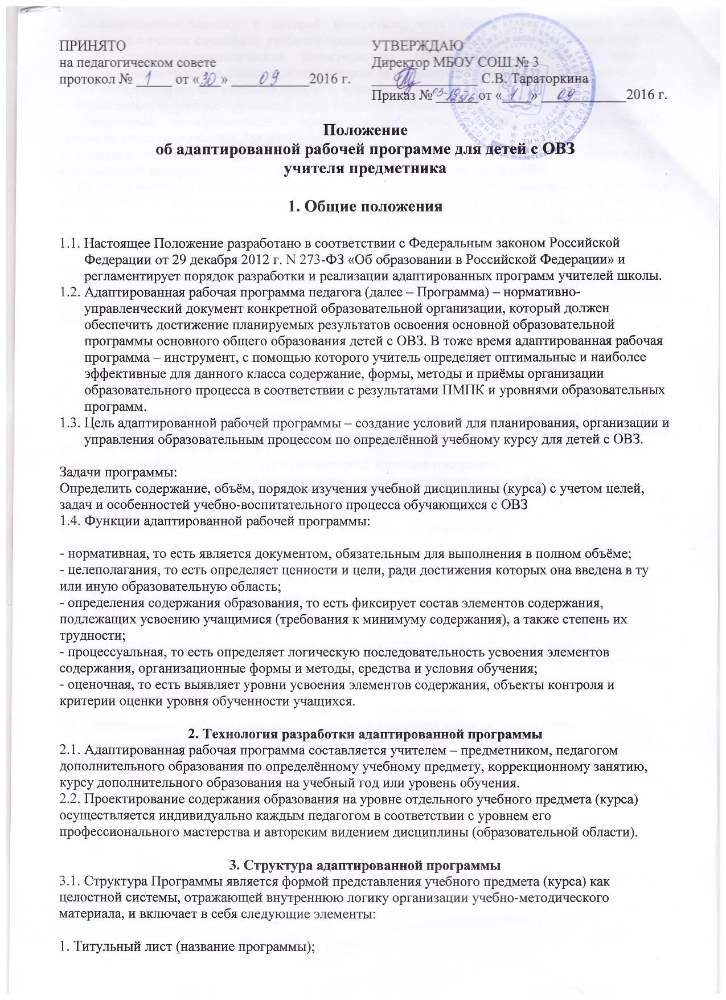 ПРИНЯТО
на педагогическом совете
протокол № 1 от «30» 09 2016 г.
УТВЕРЖДАЮ
Директор МБОУ СОШ № 3
С.В. Тараторкина
Приказ № 03-13- от «1» 09 2016 г.
Положение
об адаптированной рабочей программе для детей с ОВЗ
учителя предметника
1. Общие положения
1.1. Настоящее Положение разработано в соответствии с Федеральным законом Российской
Федерации от 29 декабря 2012 г. N 273-ФЗ «Об образовании в Российской Федерации» и
регламентирует порядок разработки и реализации адаптированных программ учителей школы.
1.2. Адаптированная рабочая программа педагога (далее – Программа) – нормативно-
управленческий документ конкретной образовательной организации, который должен
обеспечить достижение планируемых результатов освоения основной образовательной
программы основного общего образования детей с ОВЗ. В тоже время адаптированная рабочая
программа – инструмент, с помощью которого учитель определяет оптимальные и наиболее
эффективные для данного класса содержание, формы, методы и приёмы организации
образовательного процесса в соответствии с результатами ПМПК и уровнями образовательных
программ.
1.3. Цель адаптированной рабочей программы – создание условий для планирования, организации и
управления образовательным процессом по определённой учебному курсу для детей с ОВЗ.
Задачи программы:
Определить содержание, объём, порядок изучения учебной дисциплины (курса) с учетом целей,
задач и особенностей учебно-воспитательного процесса обучающихся с ОВЗ
1.4. Функции адаптированной рабочей программы:
- нормативная, то есть является документом, обязательным для выполнения в полном объёме;
- целеполагания, то есть определяет ценности и цели, ради достижения которых она введена в ту
или иную образовательную область;
- определения содержания образования, то есть фиксирует состав элементов содержания,
подлежащих усвоению учащимися (требования к минимуму содержания), а также степень их
трудности;
- процессуальная, то есть определяет логическую последовательность усвоения элементов
содержания, организационные формы и методы, средства и условия обучения;
- оценочная, то есть выявляет уровни усвоения элементов содержания, объекты контроля и
критерии оценки уровня обученности учащихся.
2. Технология разработки адаптированной программы
2.1. Адаптированная рабочая программа составляется учителем – предметником, педагогом
дополнительного образования по определённому учебному предмету, коррекционному занятию,
курсу дополнительного образования на учебный год или уровень обучения.
2.2. Проектирование содержания образования на уровне отдельного учебного предмета (курса)
осуществляется индивидуально каждым педагогом в соответствии с уровнем его
профессионального мастерства и авторским видением дисциплины (образовательной области).
3. Структура адаптированной программы
3.1. Структура Программы является формой представления учебного предмета (курса) как
целостной системы, отражающей внутреннюю логику организации учебно-методического
материала, и включает в себя следующие элементы:
1. Титульный лист (название программы);